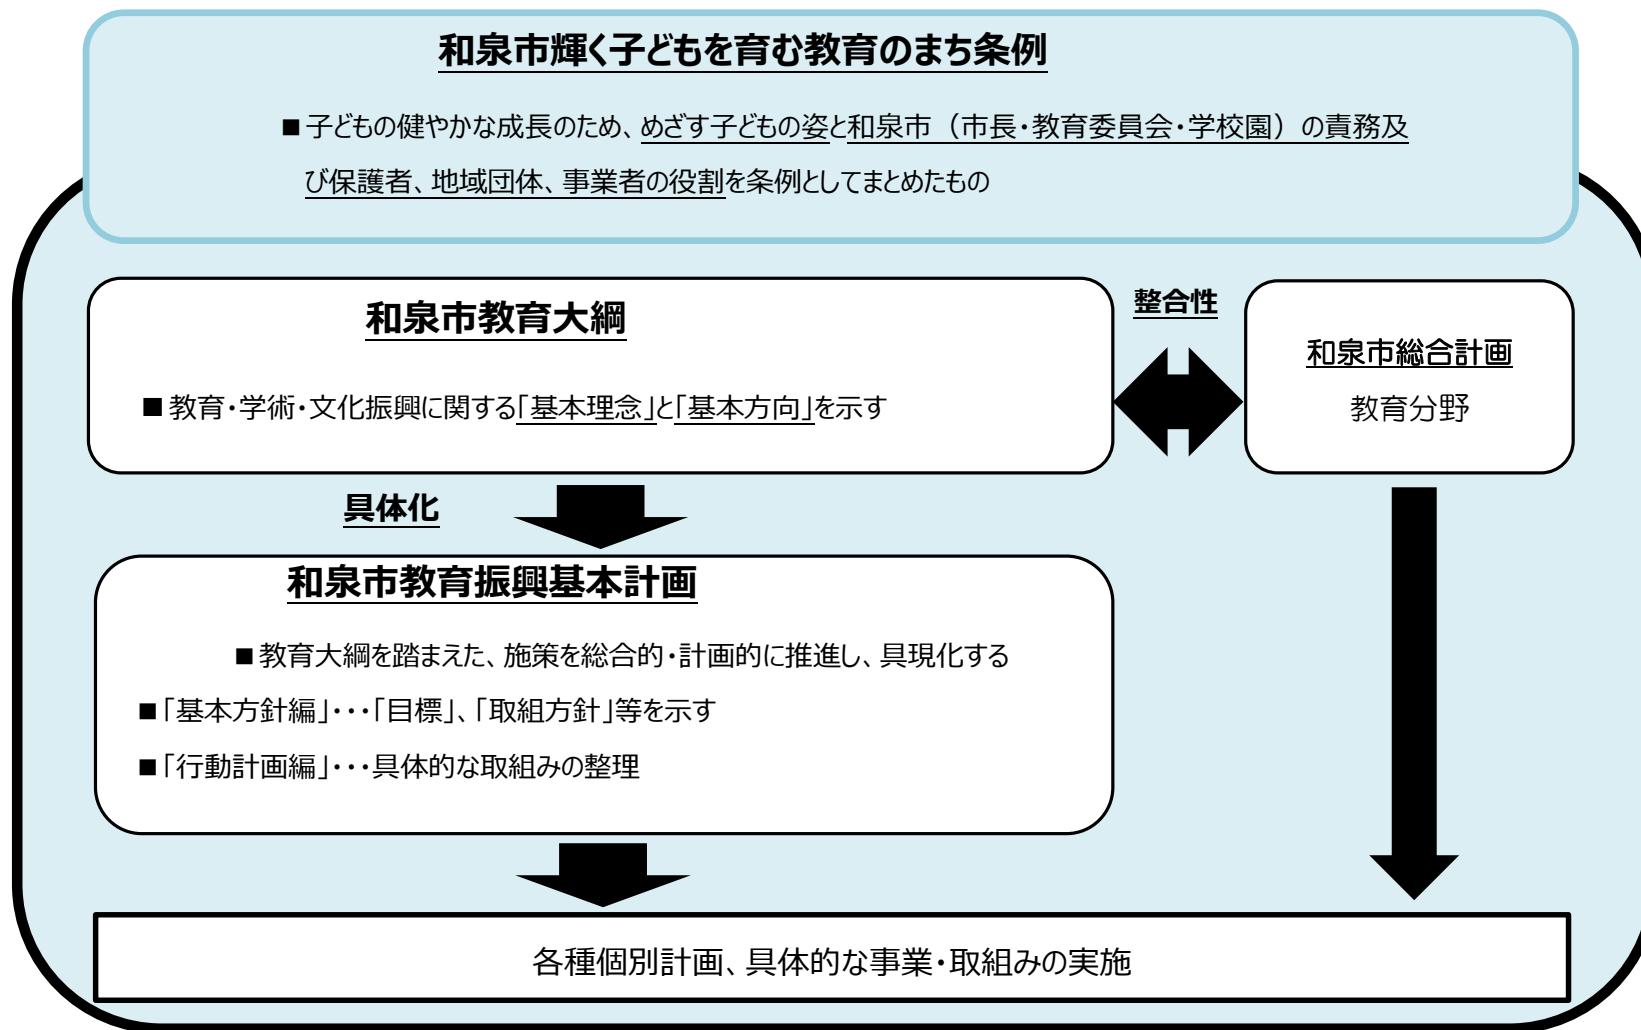 和泉市輝く子どもを育む教育のまち条例
■ 子どもの健やかな成長のため、めざす子どもの姿と和泉市（市長・教育委員会・学校園）の責務及
び保護者、地域団体、事業者の役割を条例としてまとめたもの
和泉市教育大綱
■ 教育・学術・文化振興に関する「基本理念」と「基本方向」を示す
整合性
和泉市総合計画
教育分野
具体化
和泉市教育振興基本計画
■ 教育大綱を踏まえた、施策を総合的・計画的に推進し、具現化する
■「基本方針編」・・・「目標」、「取組方針」等を示す
■「行動計画編」・・・具体的な取組みの整理
各種個別計画、具体的な事業・取組みの実施